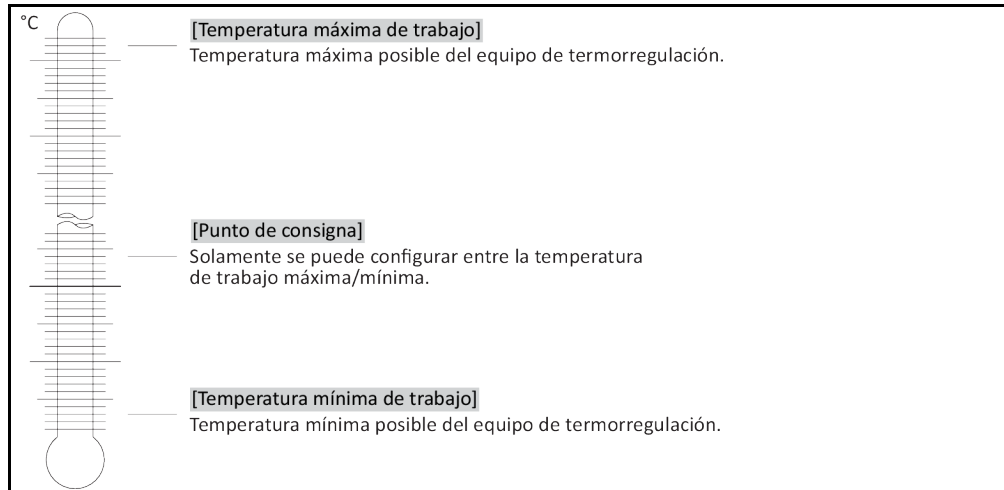 °C
[Temperatura máxima de trabajo]
Temperatura máxima posible del equipo de termorregulación.
[Punto de consigna]
Solamente se puede configurar entre la temperatura
de trabajo máxima/mínima.
[Temperatura mínima de trabajo]
Temperatura mínima posible del equipo de termorregulación.